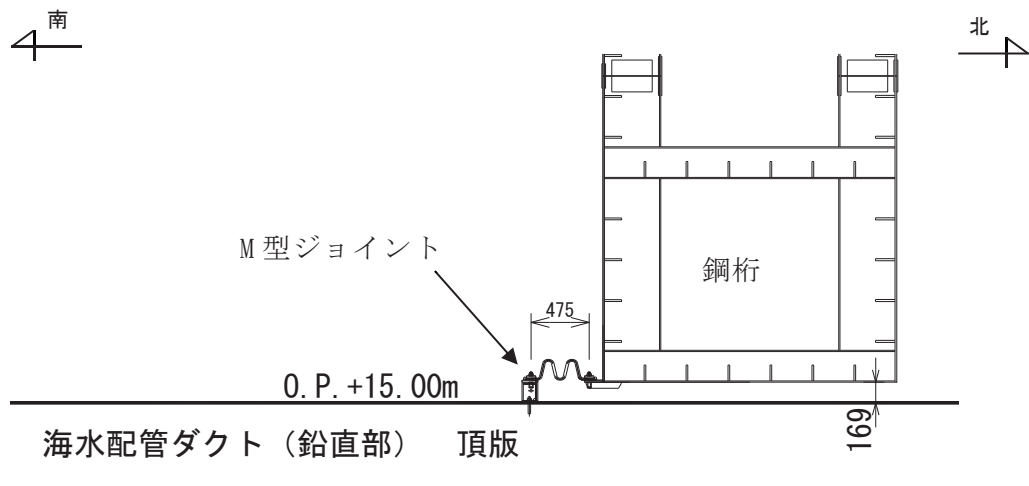 南
北
M型ジョイント
鋼桁
475
O.P.+15.00m
169
海水配管ダクト（鉛直部）　頂版